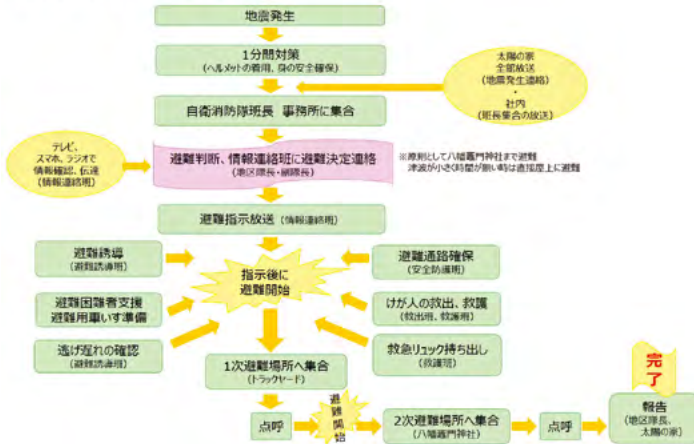 地震発生
1分間対策
(ヘルメットの着用、身の安全確保)
太陽の家
全館放送
(地震発生連絡)
・
社内
(班長集合の放送)
自衛消防隊班長 事務所に集合
テレビ、
スマホ、ラジオで
情報確認、伝達
(情報連絡班)
避難判断、情報連絡班に避難決定連絡
(地区隊長・副隊長)
※原則として八幡竈門神社まで避難
津波が小さく時間が無い時は直接屋上に避難
避難指示放送 (情報連絡班)
避難誘導
(避難誘導班)
避難通路確保
(安全防護班)
指示後に
避難開始
避難困難者支援
避難用車いす準備
けが人の救出、救護
(救出班、救護班)
逃げ遅れの確認
(避難誘導班)
救急リュック持ち出し
(救護班)
1次避難場所へ集合
(トラックヤード)
点呼
避難開始
2次避難場所へ集合
(八幡竈門神社)
点呼
完了
報告
(地区隊長、
太陽の家)